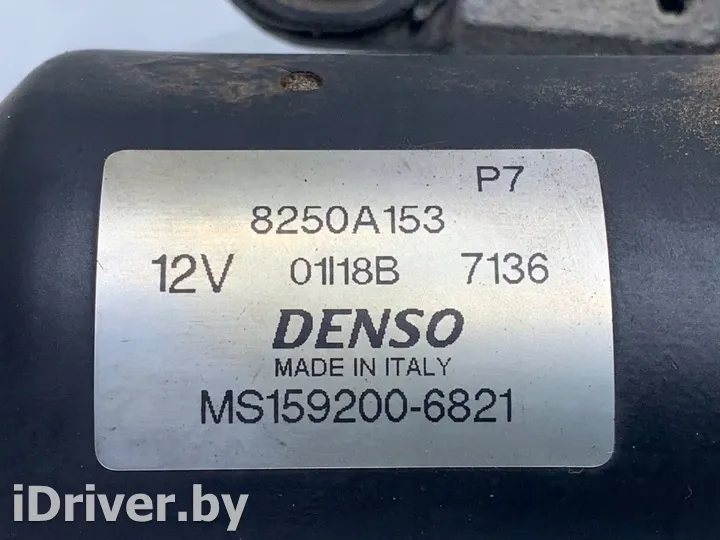 P7
8250A153
12V 01I18B 7136
DENSO
MADE IN ITALY
MS159200-6821
iDriver.by